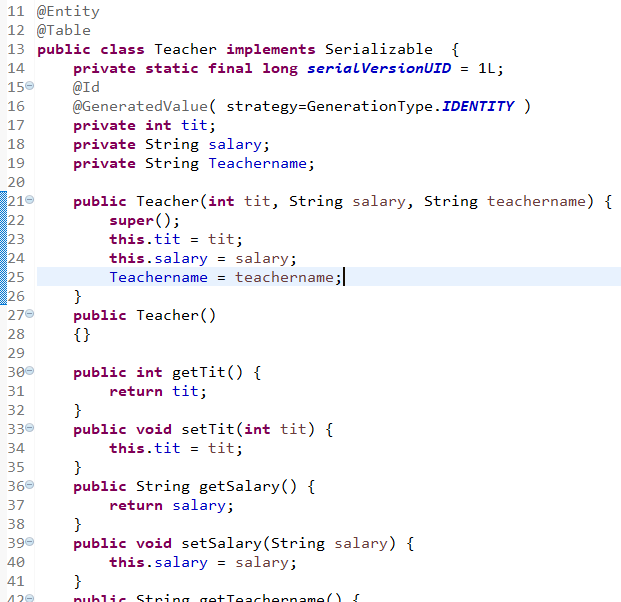 11 @Entity
12 @Table
13 public class Teacher implements Serializable  {
14     private static final long serialVersionUID = 1L;
15     @Id
16     @GeneratedValue( strategy=GenerationType.IDENTITY )
17     private int tit;
18     private String salary;
19     private String Teachername;
20
21     public Teacher(int tit, String salary, String teachername) {
22         super();
23         this.tit = tit;
24         this.salary = salary;
25         Teachername = teachername;
26     }
27     public Teacher()
28     {}
29
30     public int getTit() {
31         return tit;
32     }
33     public void setTit(int tit) {
34         this.tit = tit;
35     }
36     public String getSalary() {
37         return salary;
38     }
39     public void setSalary(String salary) {
40         this.salary = salary;
41     }
42     public String getTeachername() {